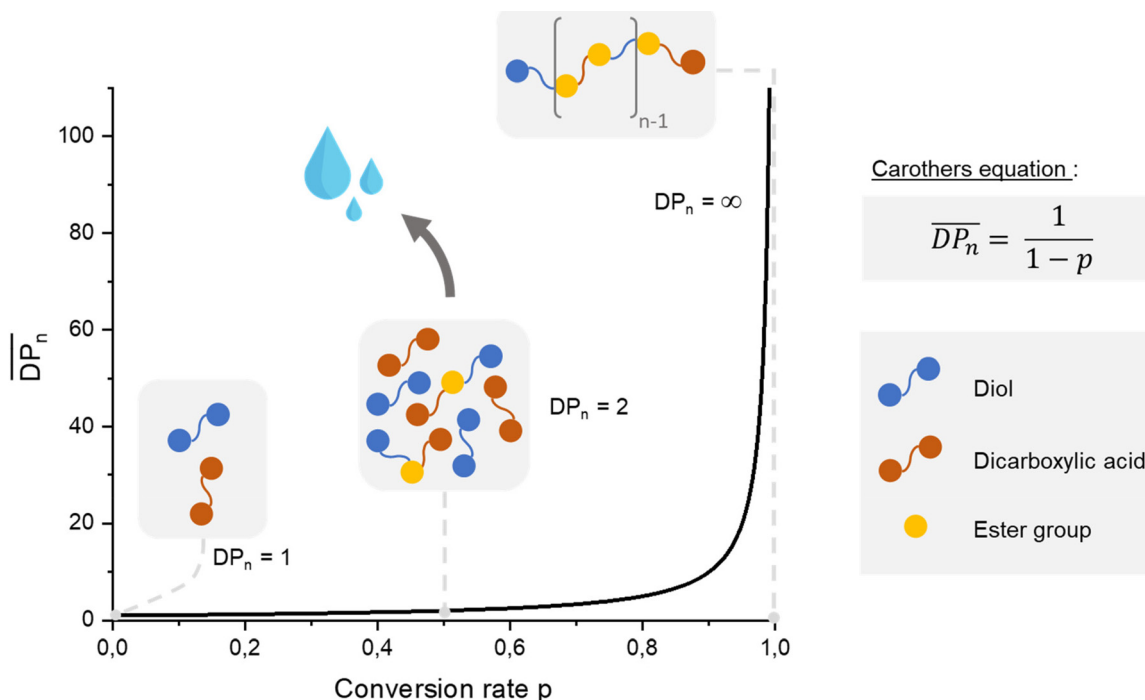 n-1
100
80
60
40
20
0
DPₙ
DPₙ = 1
DPₙ = 2
DPₙ = ∞
0,0
0,2
0,4
0,6
0,8
1,0
Conversion rate p
Carothers equation :
DPₙ = 1 / (1 − p)
Diol
Dicarboxylic acid
Ester group